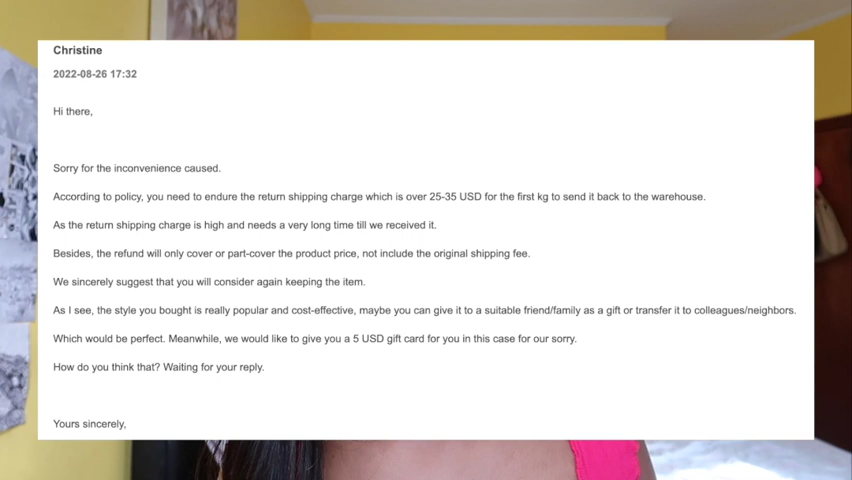 Christine
2022-08-26 17:32
Hi there,
Sorry for the inconvenience caused.
According to policy, you need to endure the return shipping charge which is over 25-35 USD for the first kg to send it back to the warehouse.
As the return shipping charge is high and needs a very long time till we received it.
Besides, the refund will only cover or part-cover the product price, not include the original shipping fee.
We sincerely suggest that you will consider again keeping the item.
As I see, the style you bought is really popular and cost-effective, maybe you can give it to a suitable friend/family as a gift or transfer it to colleagues/neighbors.
Which would be perfect. Meanwhile, we would like to give you a 5 USD gift card for you in this case for our sorry.
How do you think that? Waiting for your reply.
Yours sincerely,